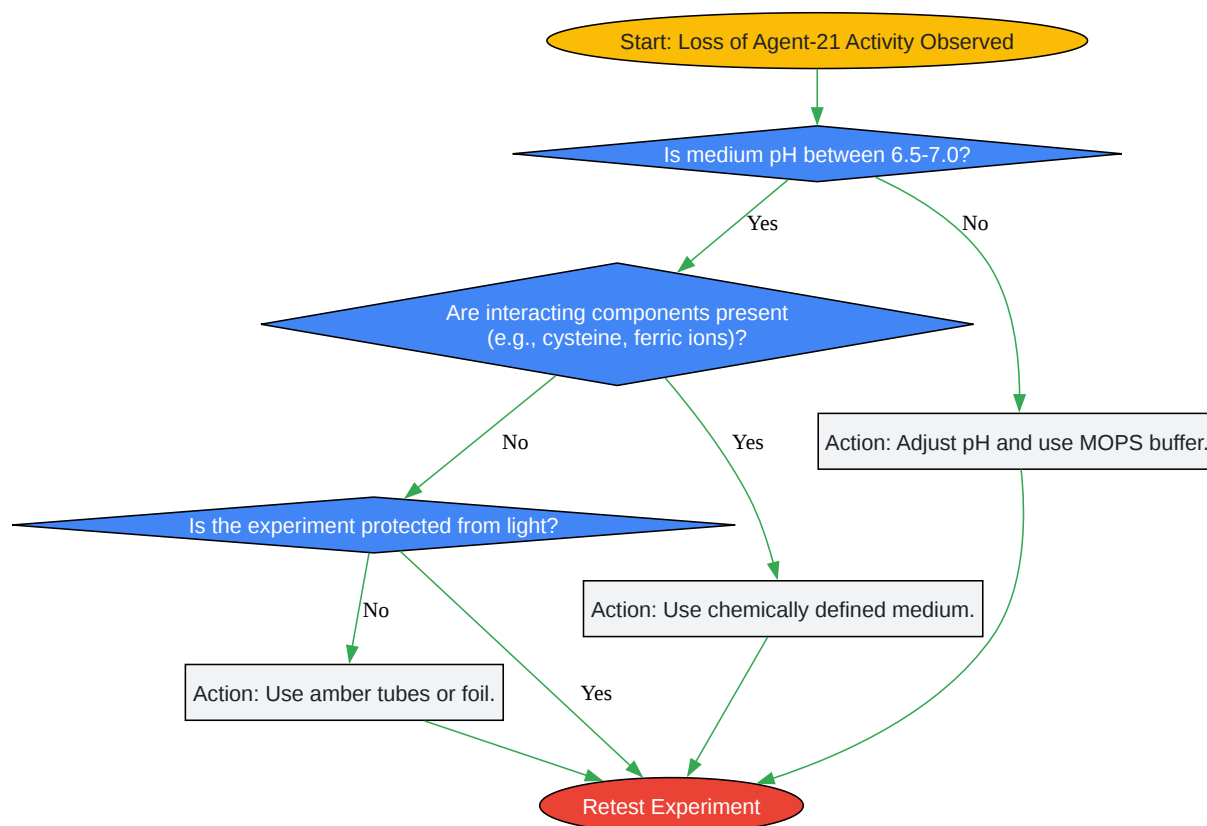 Start: Loss of Agent-21 Activity Observed
Is medium pH between 6.5-7.0?
Yes
No
Are interacting components present
(e.g., cysteine, ferric ions)?
No
Yes
Action: Adjust pH and use MOPS buffer.
Is the experiment protected from light?
No
Action: Use chemically defined medium.
Action: Use amber tubes or foil.
Yes
Retest Experiment